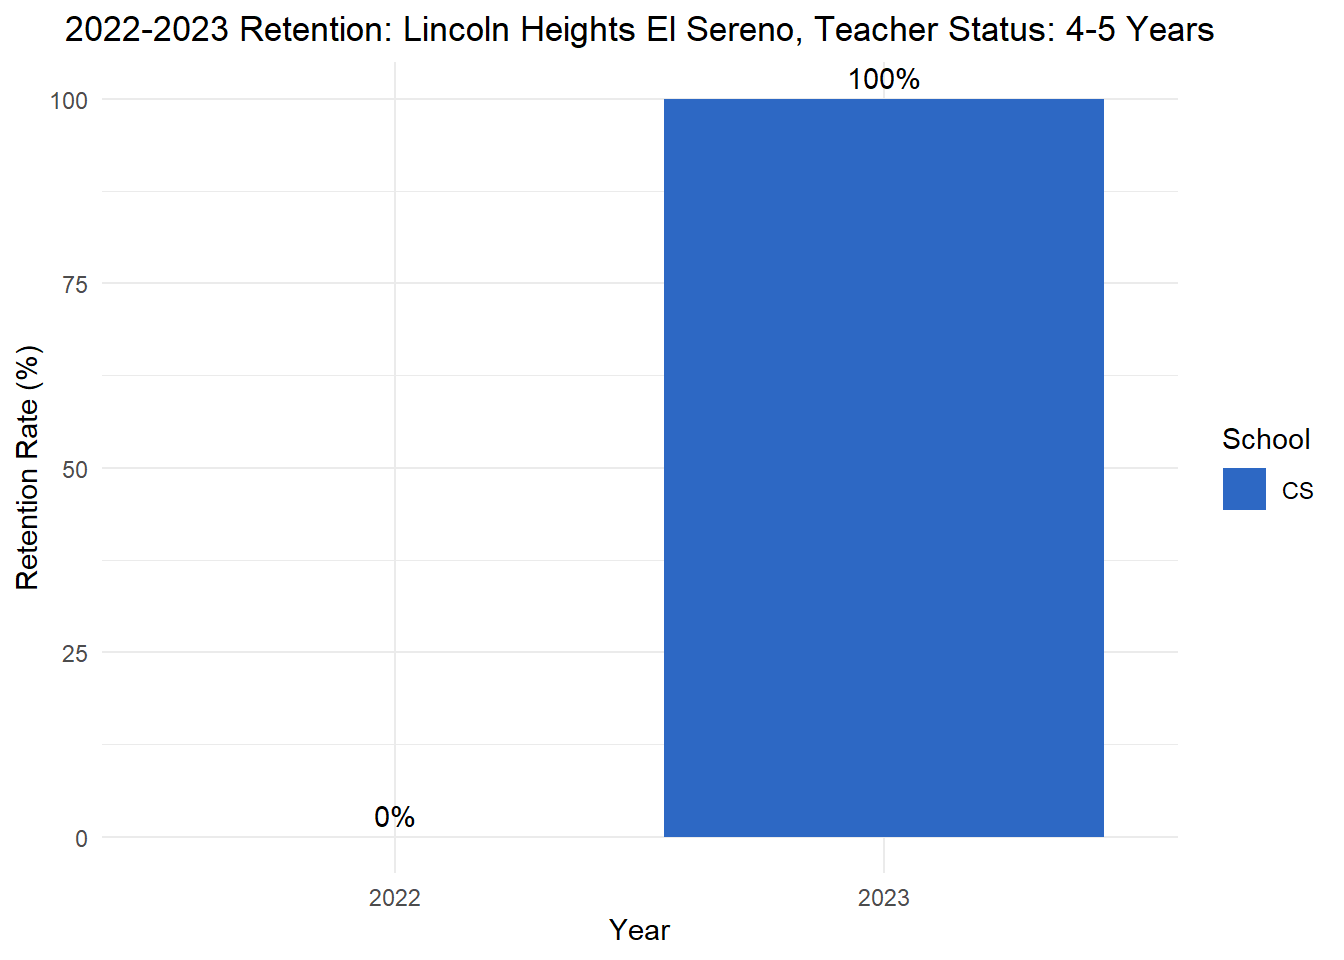 2022-2023 Retention: Lincoln Heights El Sereno, Teacher Status: 4-5 Years
100%
100
75
50
25
0
0%
Retention Rate (%)
2022
2023
Year
School
CS